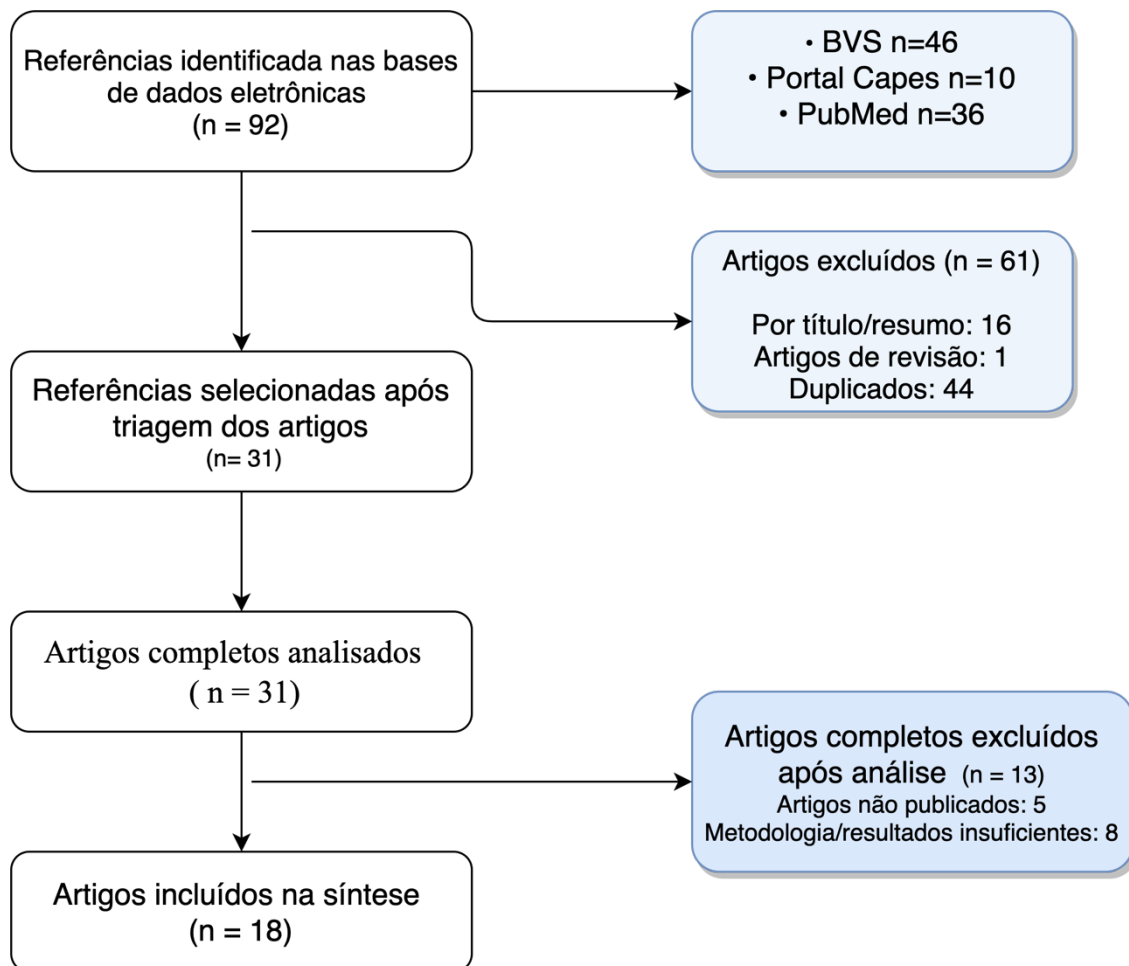 Referências identificada nas bases
de dados eletrônicas
(n = 92)
• BVS n=46
• Portal Capes n=10
• PubMed n=36
Artigos excluídos (n = 61)
Por título/resumo: 16
Artigos de revisão: 1
Duplicados: 44
Referências selecionadas após
triagem dos artigos
(n= 31)
Artigos completos analisados
( n = 31)
Artigos completos excluídos
após análise (n = 13)
Artigos não publicados: 5
Metodologia/resultados insuficientes: 8
Artigos incluídos na síntese
(n = 18)